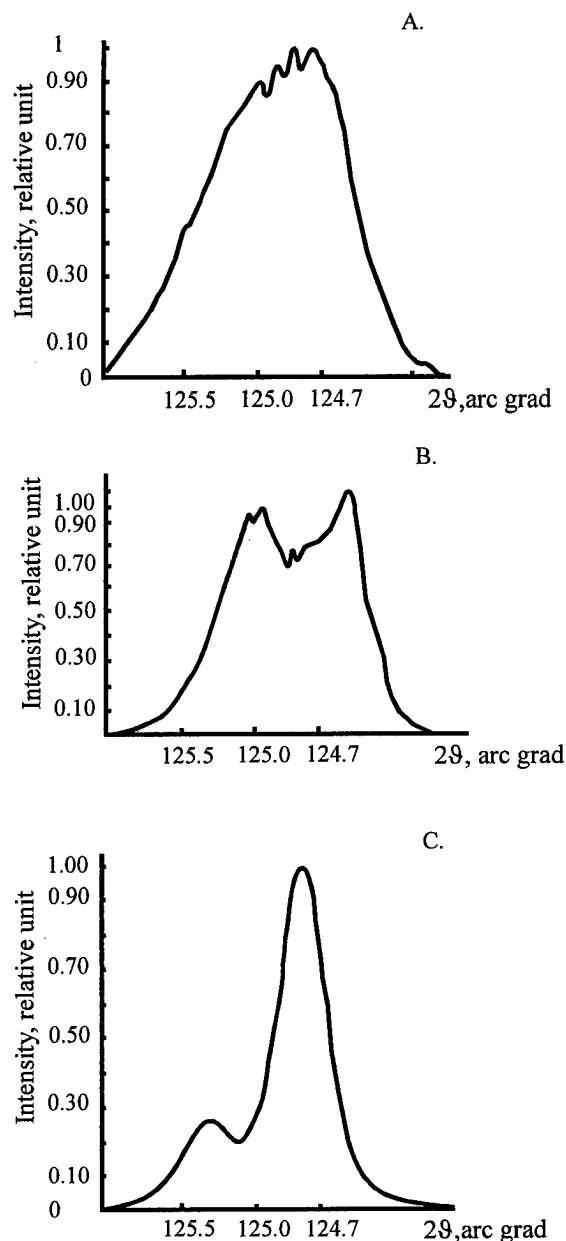 A.
Intensity, relative unit
1
0.90
0.70
0.50
0.30
0.10
0
125.5 125.0 124.7 2ϑ,arc grad
B.
Intensity, relative unit
1.00
0.90
0.70
0.50
0.30
0.10
125.5 125.0 124.7 2ϑ, arc grad
C.
Intensity, relative unit
1.00
0.90
0.70
0.50
0.30
0.10
0
125.5 125.0 124.7 2ϑ,arc grad